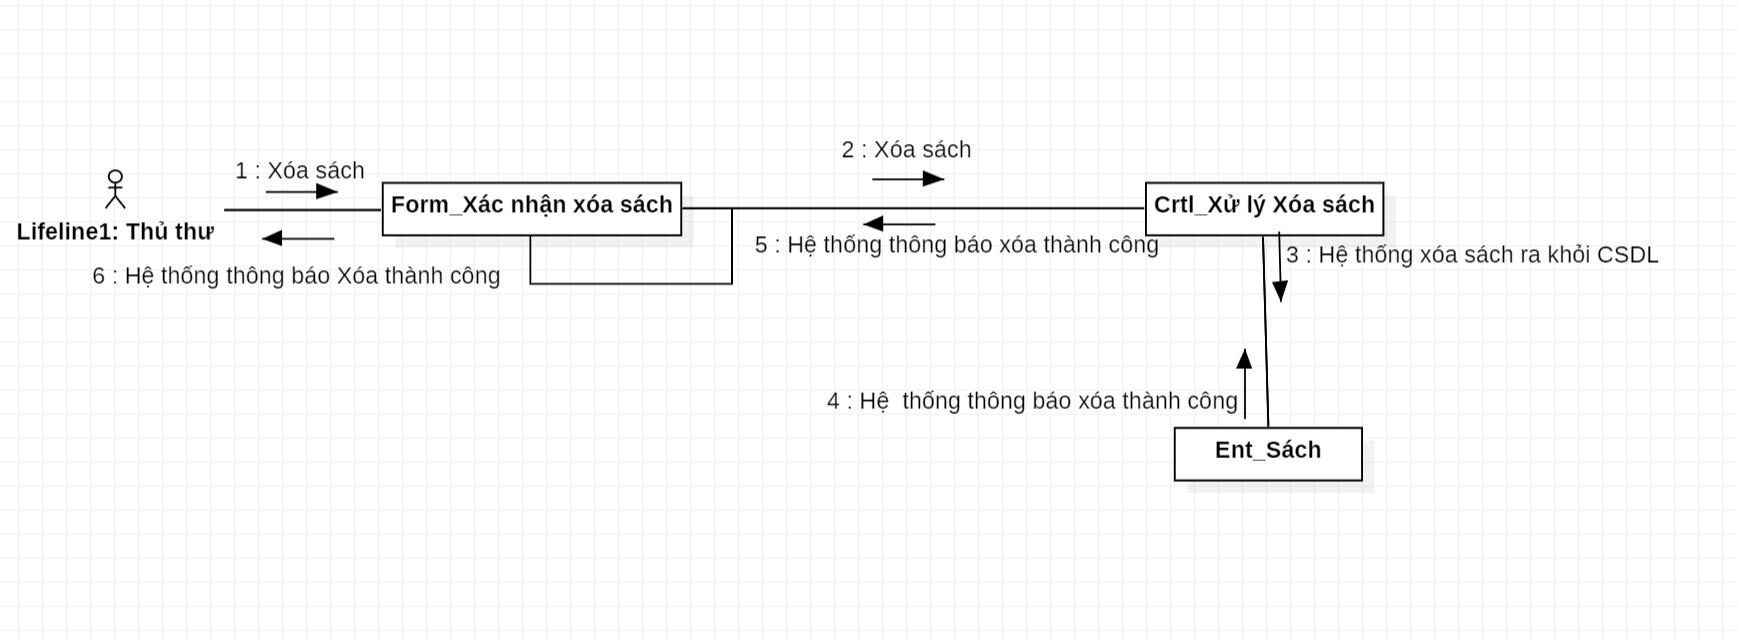 2 : Xóa sách
1 : Xóa sách
Form_Xác nhận xóa sách
Crtl_Xử lý Xóa sách
Lifeline1: Thủ thư
5 : Hệ thống thông báo xóa thành công
3 : Hệ thống xóa sách ra khỏi CSDL
6 : Hệ thống thông báo Xóa thành công
4 : Hệ  thống thông báo xóa thành công
Ent_Sách